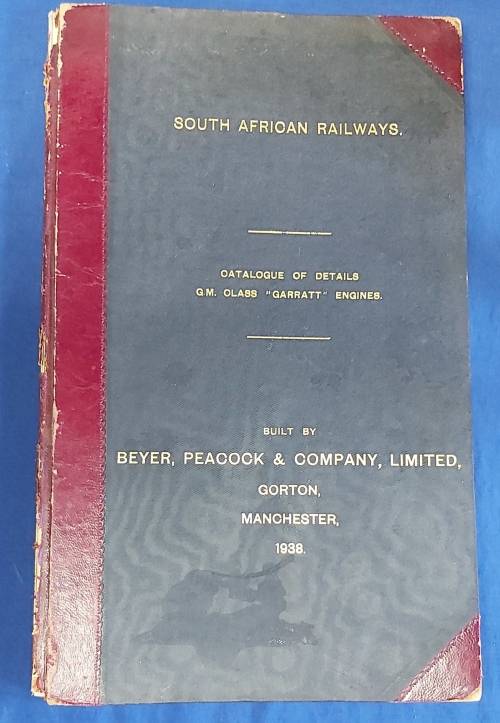 SOUTH AFRICAN RAILWAYS.
CATALOGUE OF DETAILS
G.M. CLASS "GARRATT" ENGINES.
BUILT BY
BEYER, PEACOCK & COMPANY, LIMITED,
GORTON,
MANCHESTER,
1938.